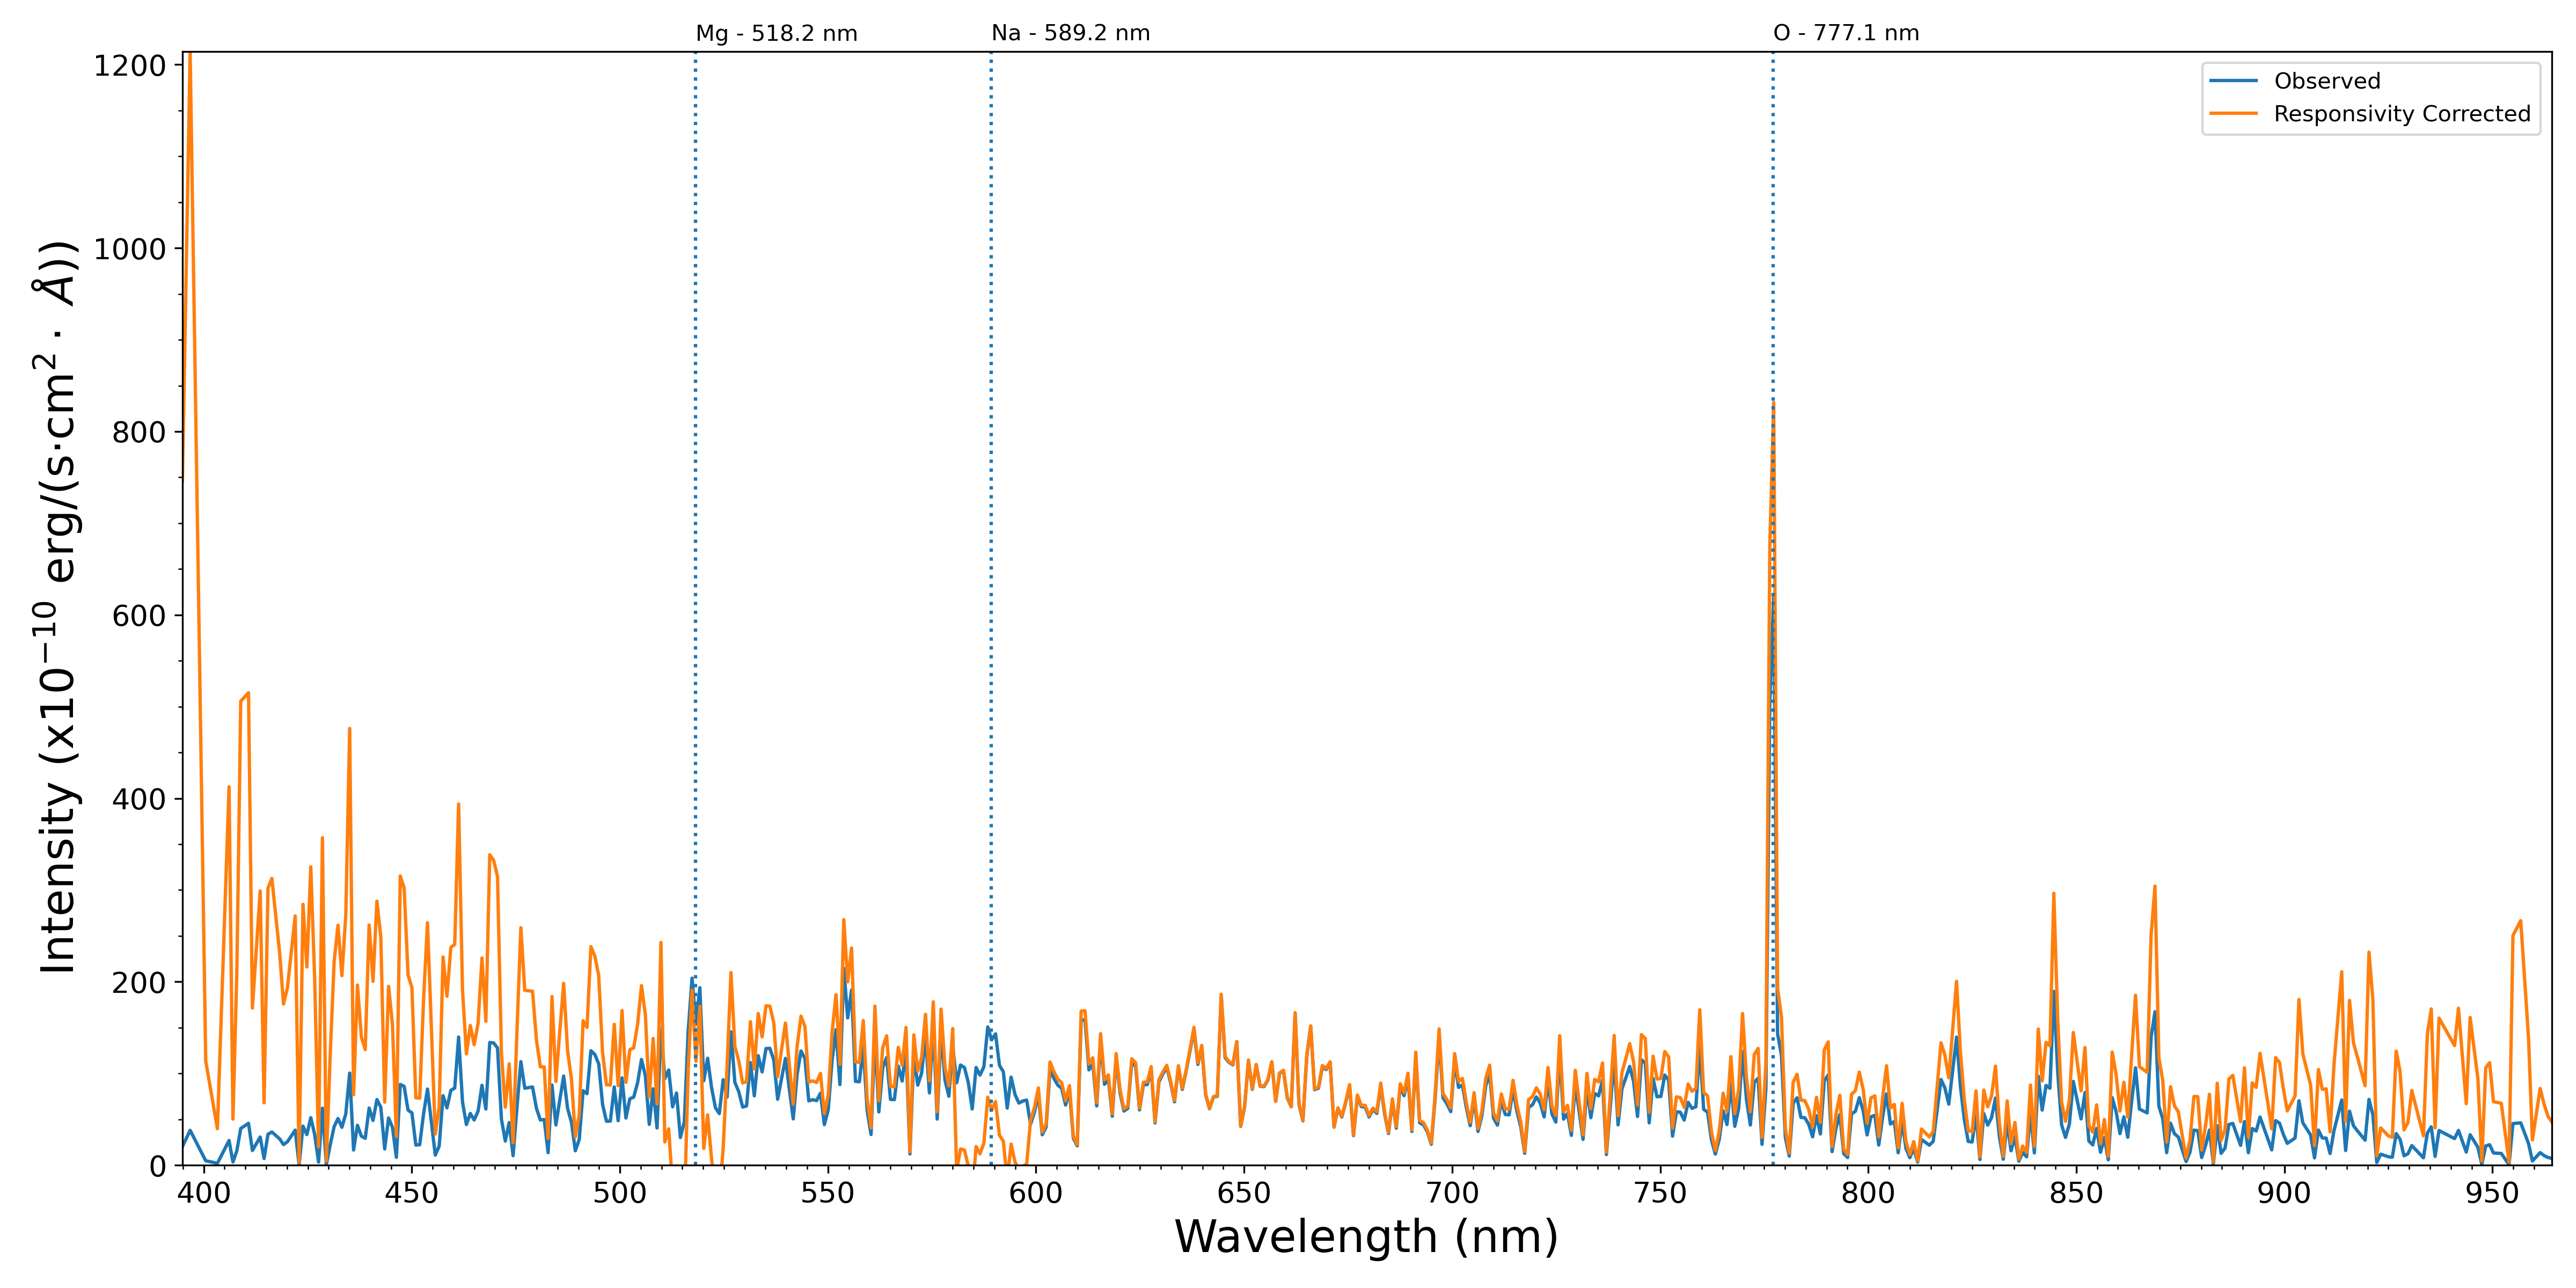 Mg - 518.2 nm
Na - 589.2 nm
O - 777.1 nm
Observed
Responsivity Corrected
1200
1000
800
600
400
200
0
Intensity (x10⁻¹⁰ erg/(s·cm² · Å))
400
450
500
550
600
650
700
750
800
850
900
950
Wavelength (nm)